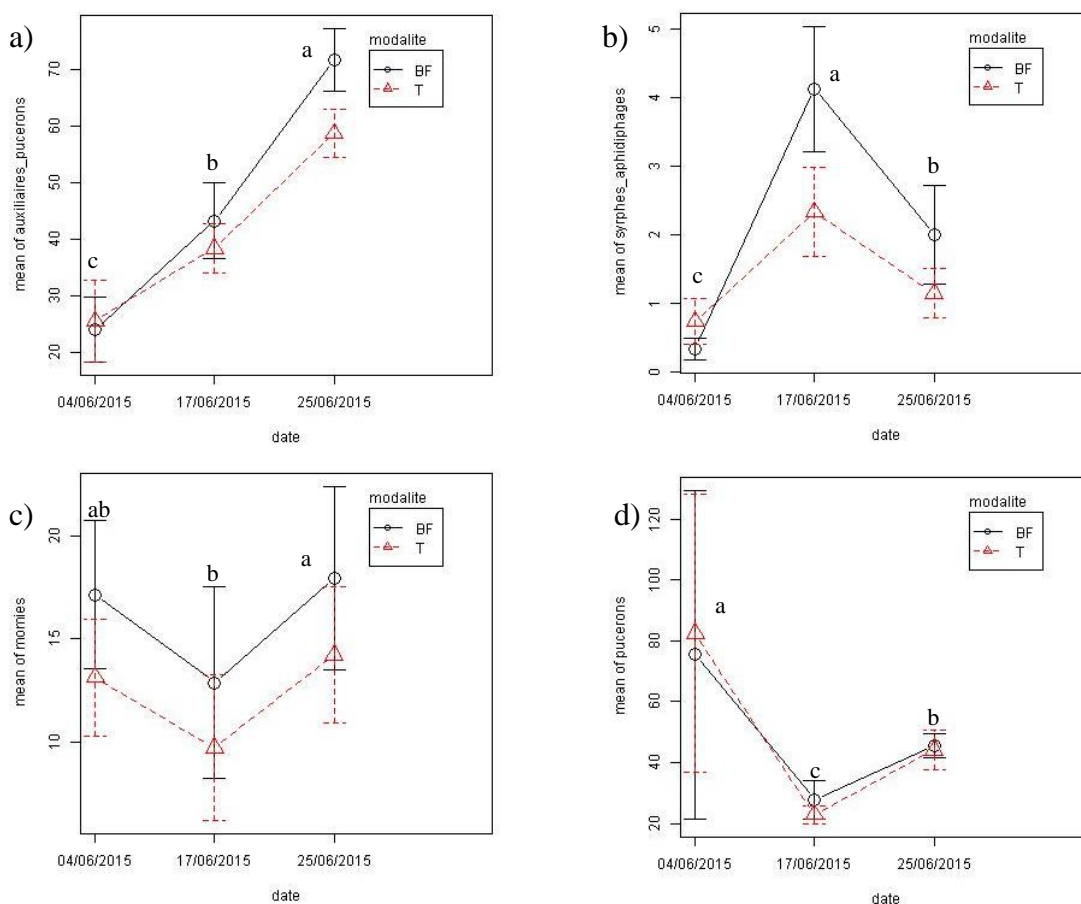 a)
mean of auxiliaires_pucerons
70
60
50
40
30
20
c
b
a
modalite
BF
T
04/06/2015 17/06/2015 25/06/2015
date
b)
mean of syrphes_aphidiphages
5
4
3
2
1
0
c
a
b
modalite
BF
T
04/06/2015 17/06/2015 25/06/2015
date
c)
mean of momies
20
15
10
ab
b
a
modalite
BF
T
04/06/2015 17/06/2015 25/06/2015
date
d)
mean of pucerons
120
100
80
60
40
20
a
c
b
modalite
BF
T
04/06/2015 17/06/2015 25/06/2015
date